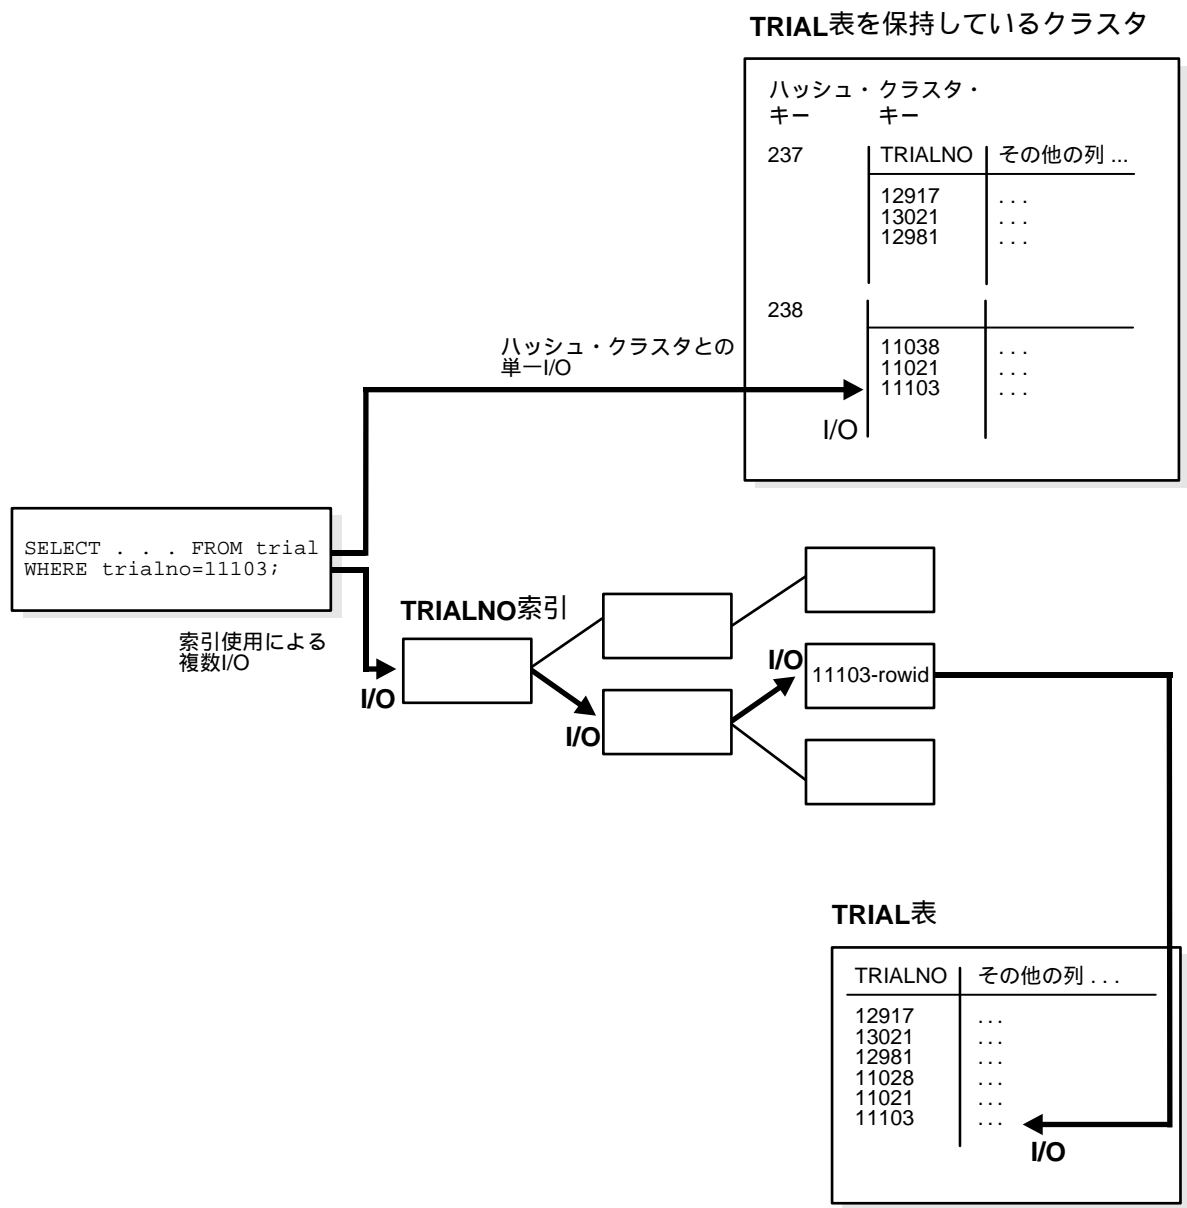 TRIAL表を保持しているクラスタ
ハッシュ・ クラスタ・
キー キー
237 TRIALNO その他の列 ...
12917 . . .
13021 . . .
12981 . . .
238
11038 . . .
11021 . . .
11103 . . .
I/O
ハッシュ・クラスタとの
単一I/O
SELECT . . . FROM trial
WHERE trialno=11103;
索引使用による
複数I/O
TRIALNO索引
I/O
I/O
I/O
11103-rowid
TRIAL表
TRIALNO その他の列 . . .
12917 . . .
13021 . . .
12981 . . .
11028 . . .
11021 . . .
11103 . . .
I/O